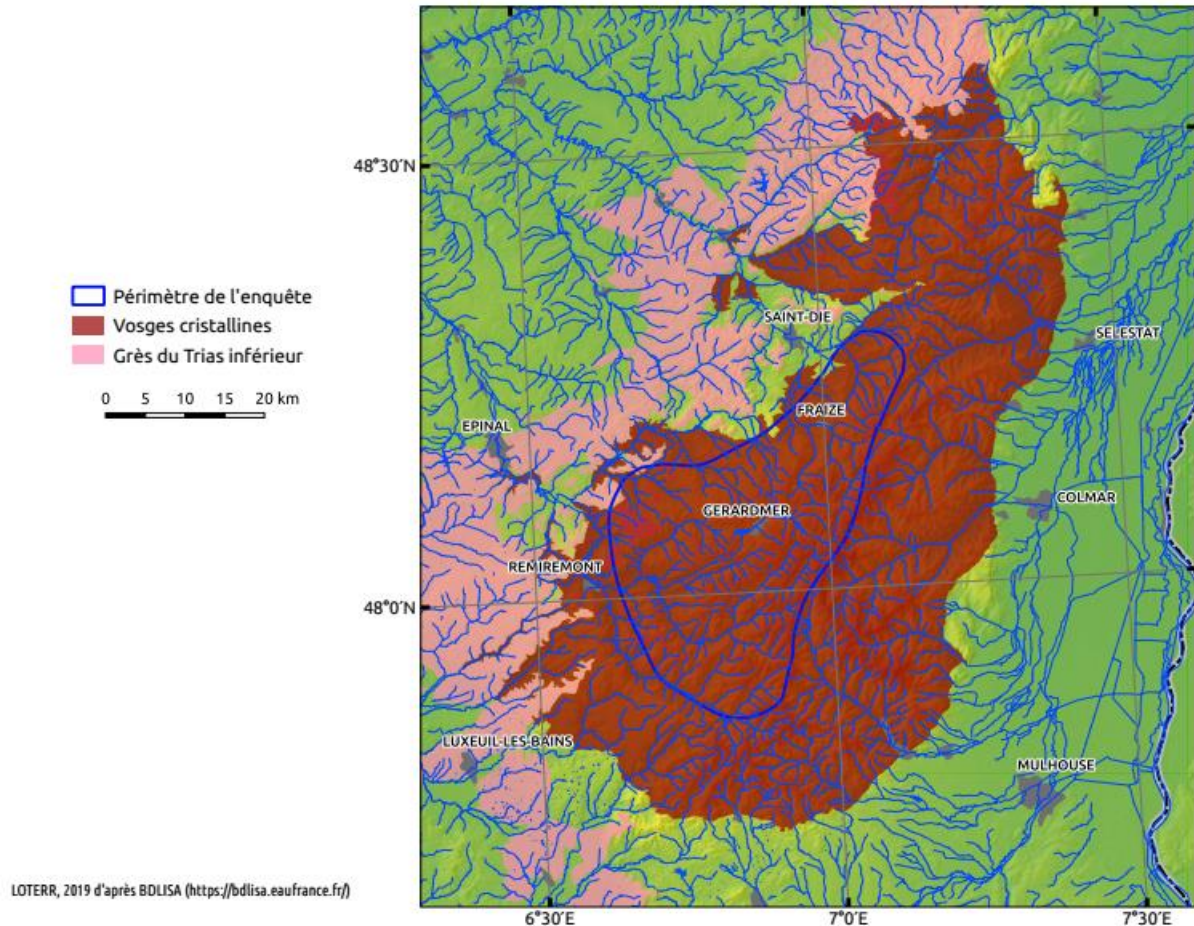 48°30'N
Périmètre de l'enquête
Vosges cristallines
Grès du Trias inférieur
0 5 10 15 20 km
SAINT-DIE
SELESTAT
FRAIZE
EPINAL
COLMAR
GERARDMER
REMIREMONT
48°0'N
LUXEUIL-LES-BAINS
MULHOUSE
LOTERR, 2019 d'après BDLISA (https://bdlisa.eaufrance.fr/)
6°30'E
7°0'E
7°30'E